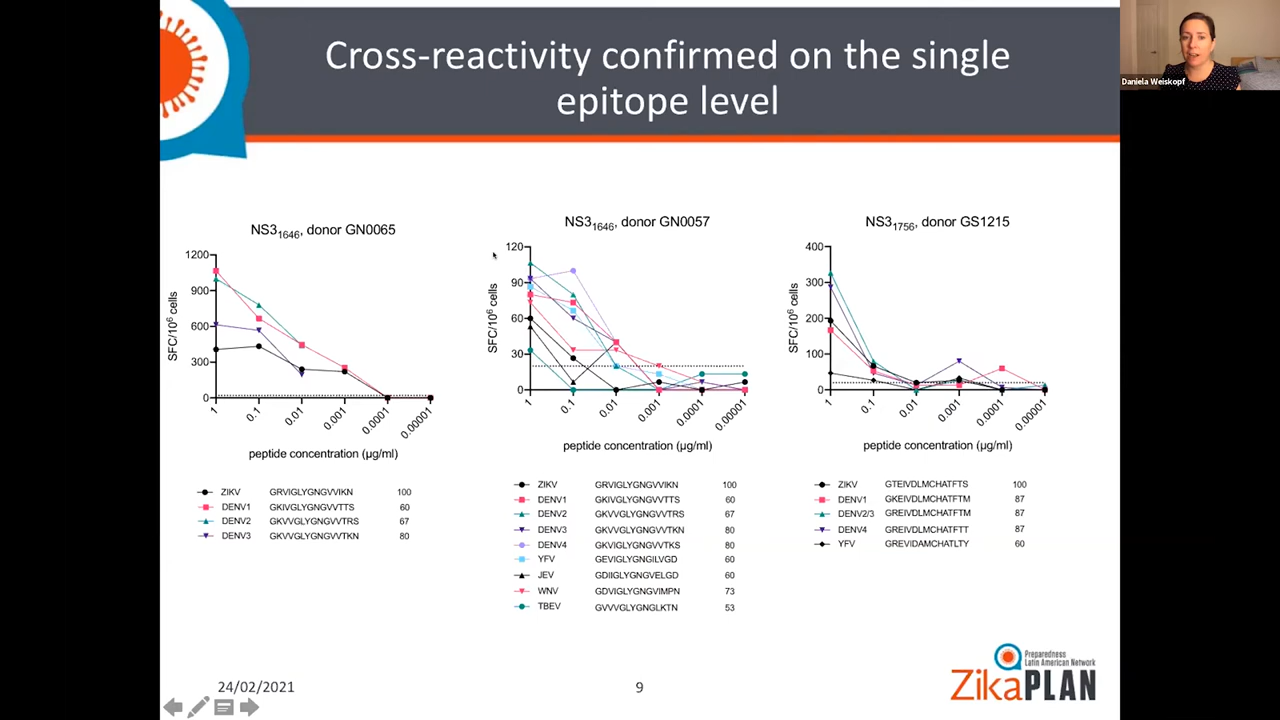 Cross-reactivity confirmed on the single
epitope level
Daniela Weiskopf
NS3₁₆₄₆, donor GN0065
SFC/10⁶ cells
1200
900
600
300
0
1
0.1
0.01
0.001
0.0001
0.00001
peptide concentration (µg/ml)
ZIKV GRVIGLYGNGVVIKN 100
DENV1 GKIVGLYGNGVVTTS 60
DENV2 GKVVGLYGNGVVTRS 67
DENV3 GKVVGLYGNGVVTKN 80
NS3₁₆₄₆, donor GN0057
SFC/10⁶ cells
120
90
60
30
0
1
0.1
0.01
0.001
0.0001
0.00001
peptide concentration (µg/ml)
ZIKV GRVIGLYGNGVVIKN 100
DENV1 GKIVGLYGNGVVTTS 60
DENV2 GKVVGLYGNGVVTRS 67
DENV3 GKVVGLYGNGVVTKN 80
DENV4 GKVIGLYGNGVVTKS 80
YFV GEVIGLYGNGILVGD 60
JEV GDIIGLYGNGVELGD 60
WNV GDVIGLYGNGVIMPN 73
TBEV GVVVGLYGNGLKTN 53
NS3₁₇₅₆, donor GS1215
SFC/10⁶ cells
400
300
200
100
0
1
0.1
0.01
0.001
0.0001
0.00001
peptide concentration (µg/ml)
ZIKV GTEIVDLMCHATFTS 100
DENV1 GKEIVDLMCHATFTM 87
DENV2/3 GREIVDLMCHATFTM 87
DENV4 GREIVDLMCHATFTT 87
YFV GREVIDAMCHATLTY 60
24/02/2021
9
Preparedness
Latin American Network
ZikaPLAN